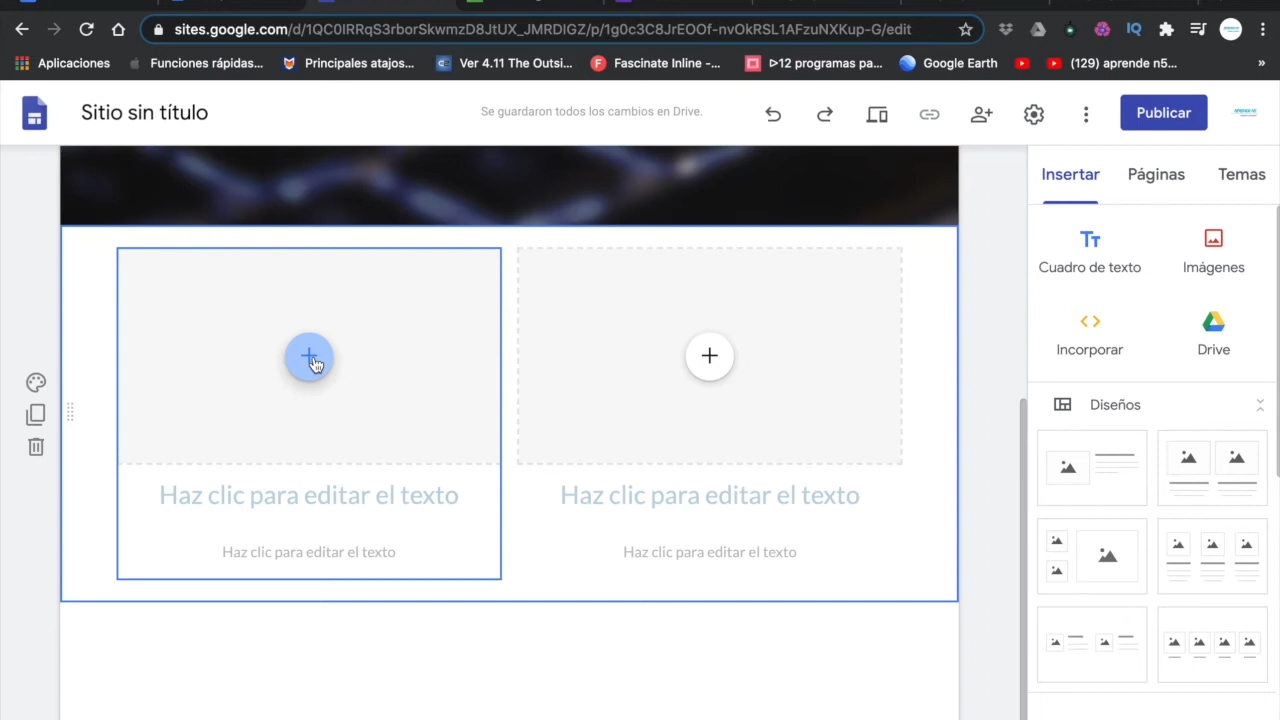 sites.google.com/d/1QC0lRRqS3rborSkwmzD8JtUX_JMRDIGZ/p/1g0c3C8JrEOOf-nvOkRSL1AFzuNXKup-G/edit
IQ
Aplicaciones
Funciones rápidas...
Principales atajos...
Ver 4.11 The Outsi...
Fascinate Inline -...
▷12 programas pa...
Google Earth
(129) aprende n5...
»
Sitio sin título
Se guardaron todos los cambios en Drive.
Publicar
Insertar
Páginas
Temas
Cuadro de texto
Imágenes
Incorporar
Drive
Diseños
Haz clic para editar el texto
Haz clic para editar el texto
Haz clic para editar el texto
Haz clic para editar el texto